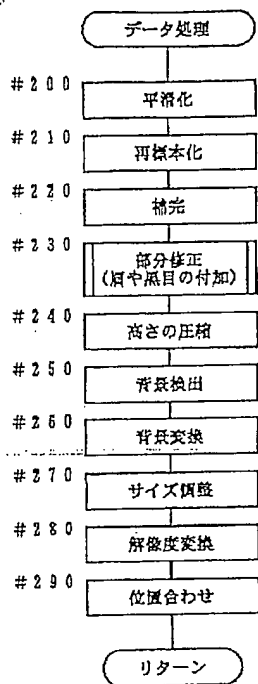 データ処理
#200
平滑化
#210
再標本化
#220
補完
#230
部分修正
(眉や黒目の付加)
#240
高さの圧縮
#250
背景検出
#260
背景変換
#270
サイズ調整
#280
解像度変換
#290
位置合わせ
リターン